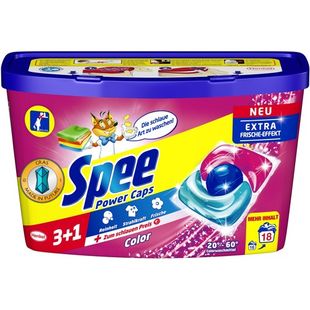 Die schlaue
Art zu waschen!
NEU
EXTRA
FRISCHE-EFFEKT
Spee
Power Caps
3+1
Reinheit Strahlkraft Frische
+ Zum schlauen Preis
Color
20°- 60°
MEHR INHALT
18